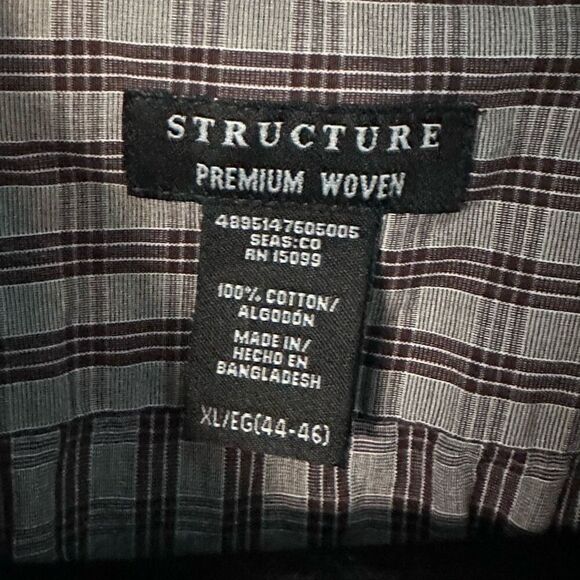 STRUCTURE
PREMIUM WOVEN
4895147605005
SEAS:CO
RN 15099
100% COTTON/
ALGODÓN
MADE IN/
HECHO EN
BANGLADESH
XL/EG(44-46)